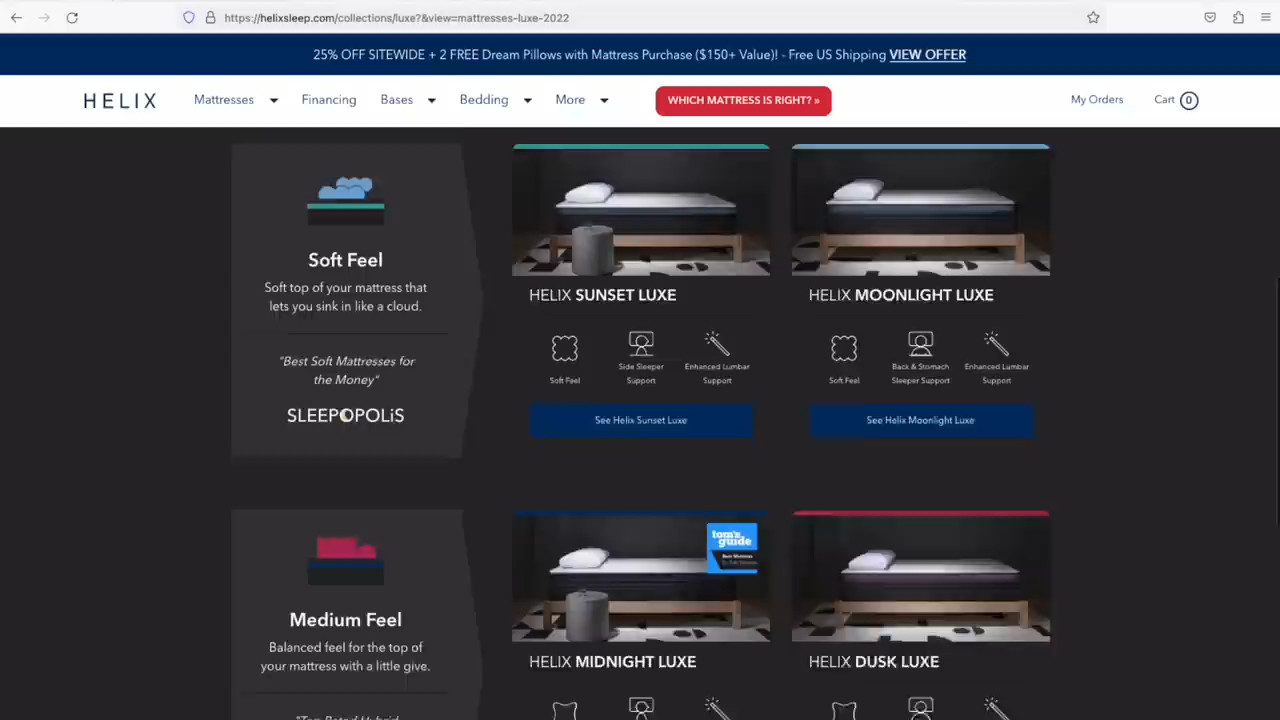 https://helixsleep.com/collections/luxe?&view=mattresses-luxe-2022
25% OFF SITEWIDE + 2 FREE Dream Pillows with Mattress Purchase ($150+ Value)! - Free US Shipping VIEW OFFER
HELIX Mattresses Financing Bases Bedding More WHICH MATTRESS IS RIGHT? » My Orders Cart 0
Soft Feel
Soft top of your mattress that
lets you sink in like a cloud.
"Best Soft Mattresses for
the Money"
SLEEPOPOLiS
HELIX SUNSET LUXE
Soft Feel
Side Sleeper
Support
Enhanced Lumbar
Support
See Helix Sunset Luxe
HELIX MOONLIGHT LUXE
Soft Feel
Back & Stomach
Sleeper Support
Enhanced Lumbar
Support
See Helix Moonlight Luxe
Medium Feel
Balanced feel for the top of
your mattress with a little give.
"Top Rated Hybrid
tom's
guide
HELIX MIDNIGHT LUXE
HELIX DUSK LUXE